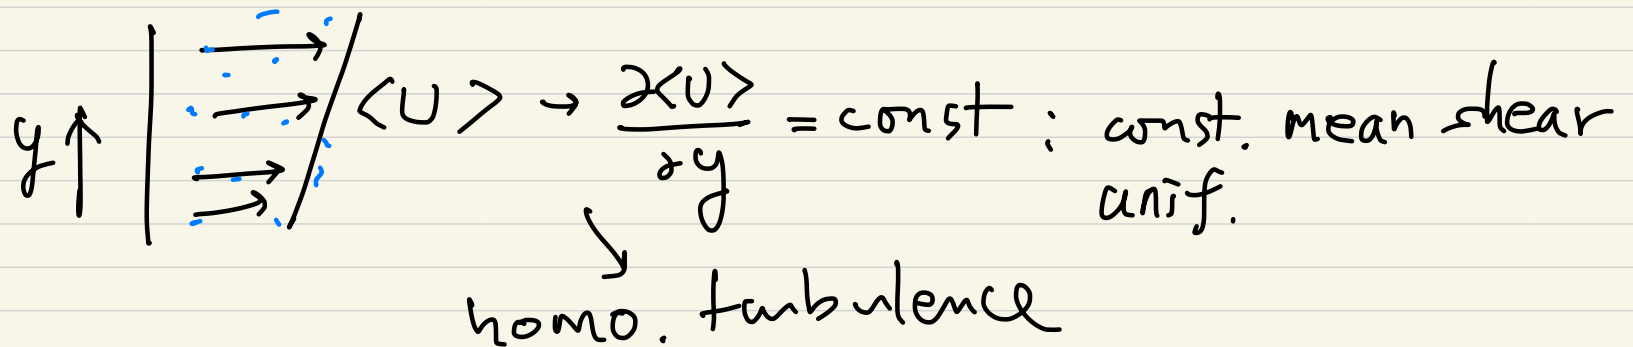 y ↑ <U> → ∂<U>/∂y = const : const. mean shear
unif.
homo. turbulence